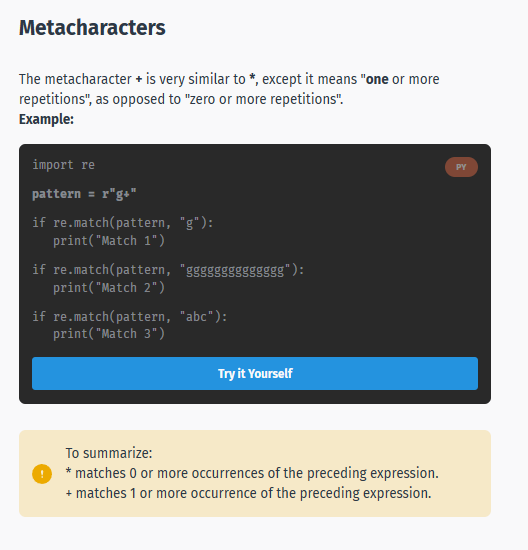 Metacharacters
The metacharacter + is very similar to *, except it means "one or more
repetitions", as opposed to "zero or more repetitions".
Example:
import re
PY
pattern = r"g+"
if re.match(pattern, "g"):
   print("Match 1")
if re.match(pattern, "gggggggggggggg"):
   print("Match 2")
if re.match(pattern, "abc"):
   print("Match 3")
Try it Yourself
!
To summarize:
* matches 0 or more occurrences of the preceding expression.
+ matches 1 or more occurrence of the preceding expression.